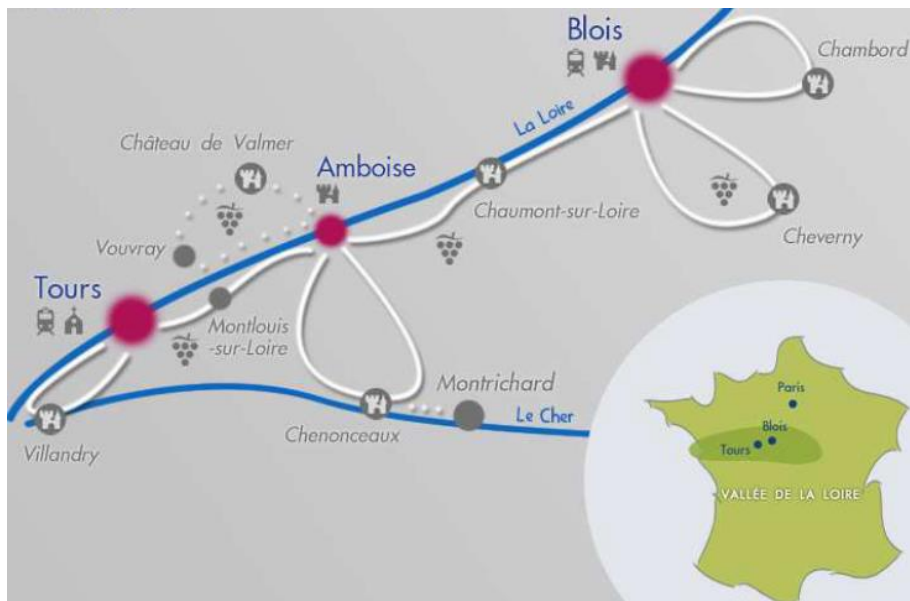 Blois
Chambord
La Loire
Château de Valmer
Amboise
Chaumont-sur-Loire
Cheverny
Vouvray
Tours
Montlouis
-sur-Loire
Montrichard
Le Cher
Chenonceaux
Villandry
Paris
Blois
Tours
VALLÉE DE LA LOIRE